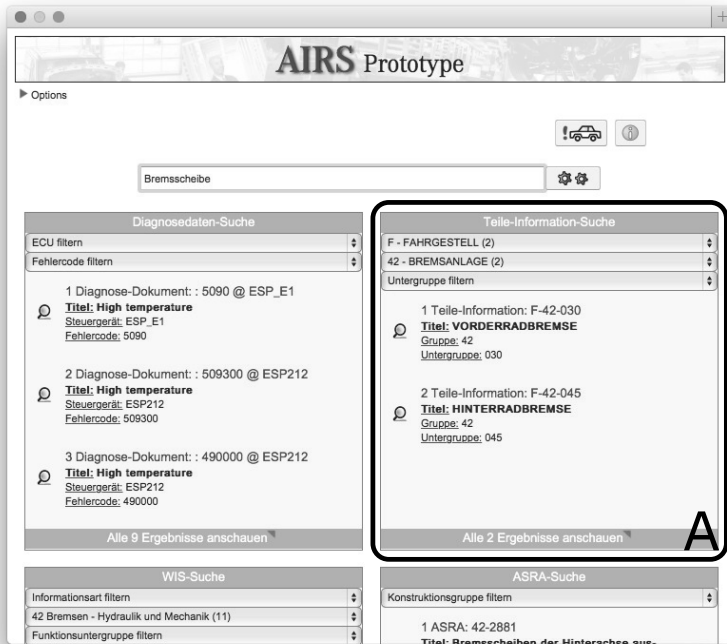 AIRS Prototype
Options
Bremsscheibe
Diagnosedaten-Suche
ECU filtern
Fehlercode filtern
1 Diagnose-Dokument: : 5090 @ ESP_E1
Titel: High temperature
Steuergerät: ESP_E1
Fehlercode: 5090
2 Diagnose-Dokument: : 509300 @ ESP212
Titel: High temperature
Steuergerät: ESP212
Fehlercode: 509300
3 Diagnose-Dokument: : 490000 @ ESP212
Titel: High temperature
Steuergerät: ESP212
Fehlercode: 490000
Alle 9 Ergebnisse anschauen
Teile-Information-Suche
F - FAHRGESTELL (2)
42 - BREMSANLAGE (2)
Untergruppe filtern
1 Teile-Information: F-42-030
Titel: VORDERRADBREMSE
Gruppe: 42
Untergruppe: 030
2 Teile-Information: F-42-045
Titel: HINTERRADBREMSE
Gruppe: 42
Untergruppe: 045
Alle 2 Ergebnisse anschauen
A
WIS-Suche
Informationsart filtern
42 Bremsen - Hydraulik und Mechanik (11)
Funktionsuntergruppe filtern
ASRA-Suche
Konstruktionsgruppe filtern
1 ASRA: 42-2881
Titel: Bremsscheiben der Hinterachse aus-